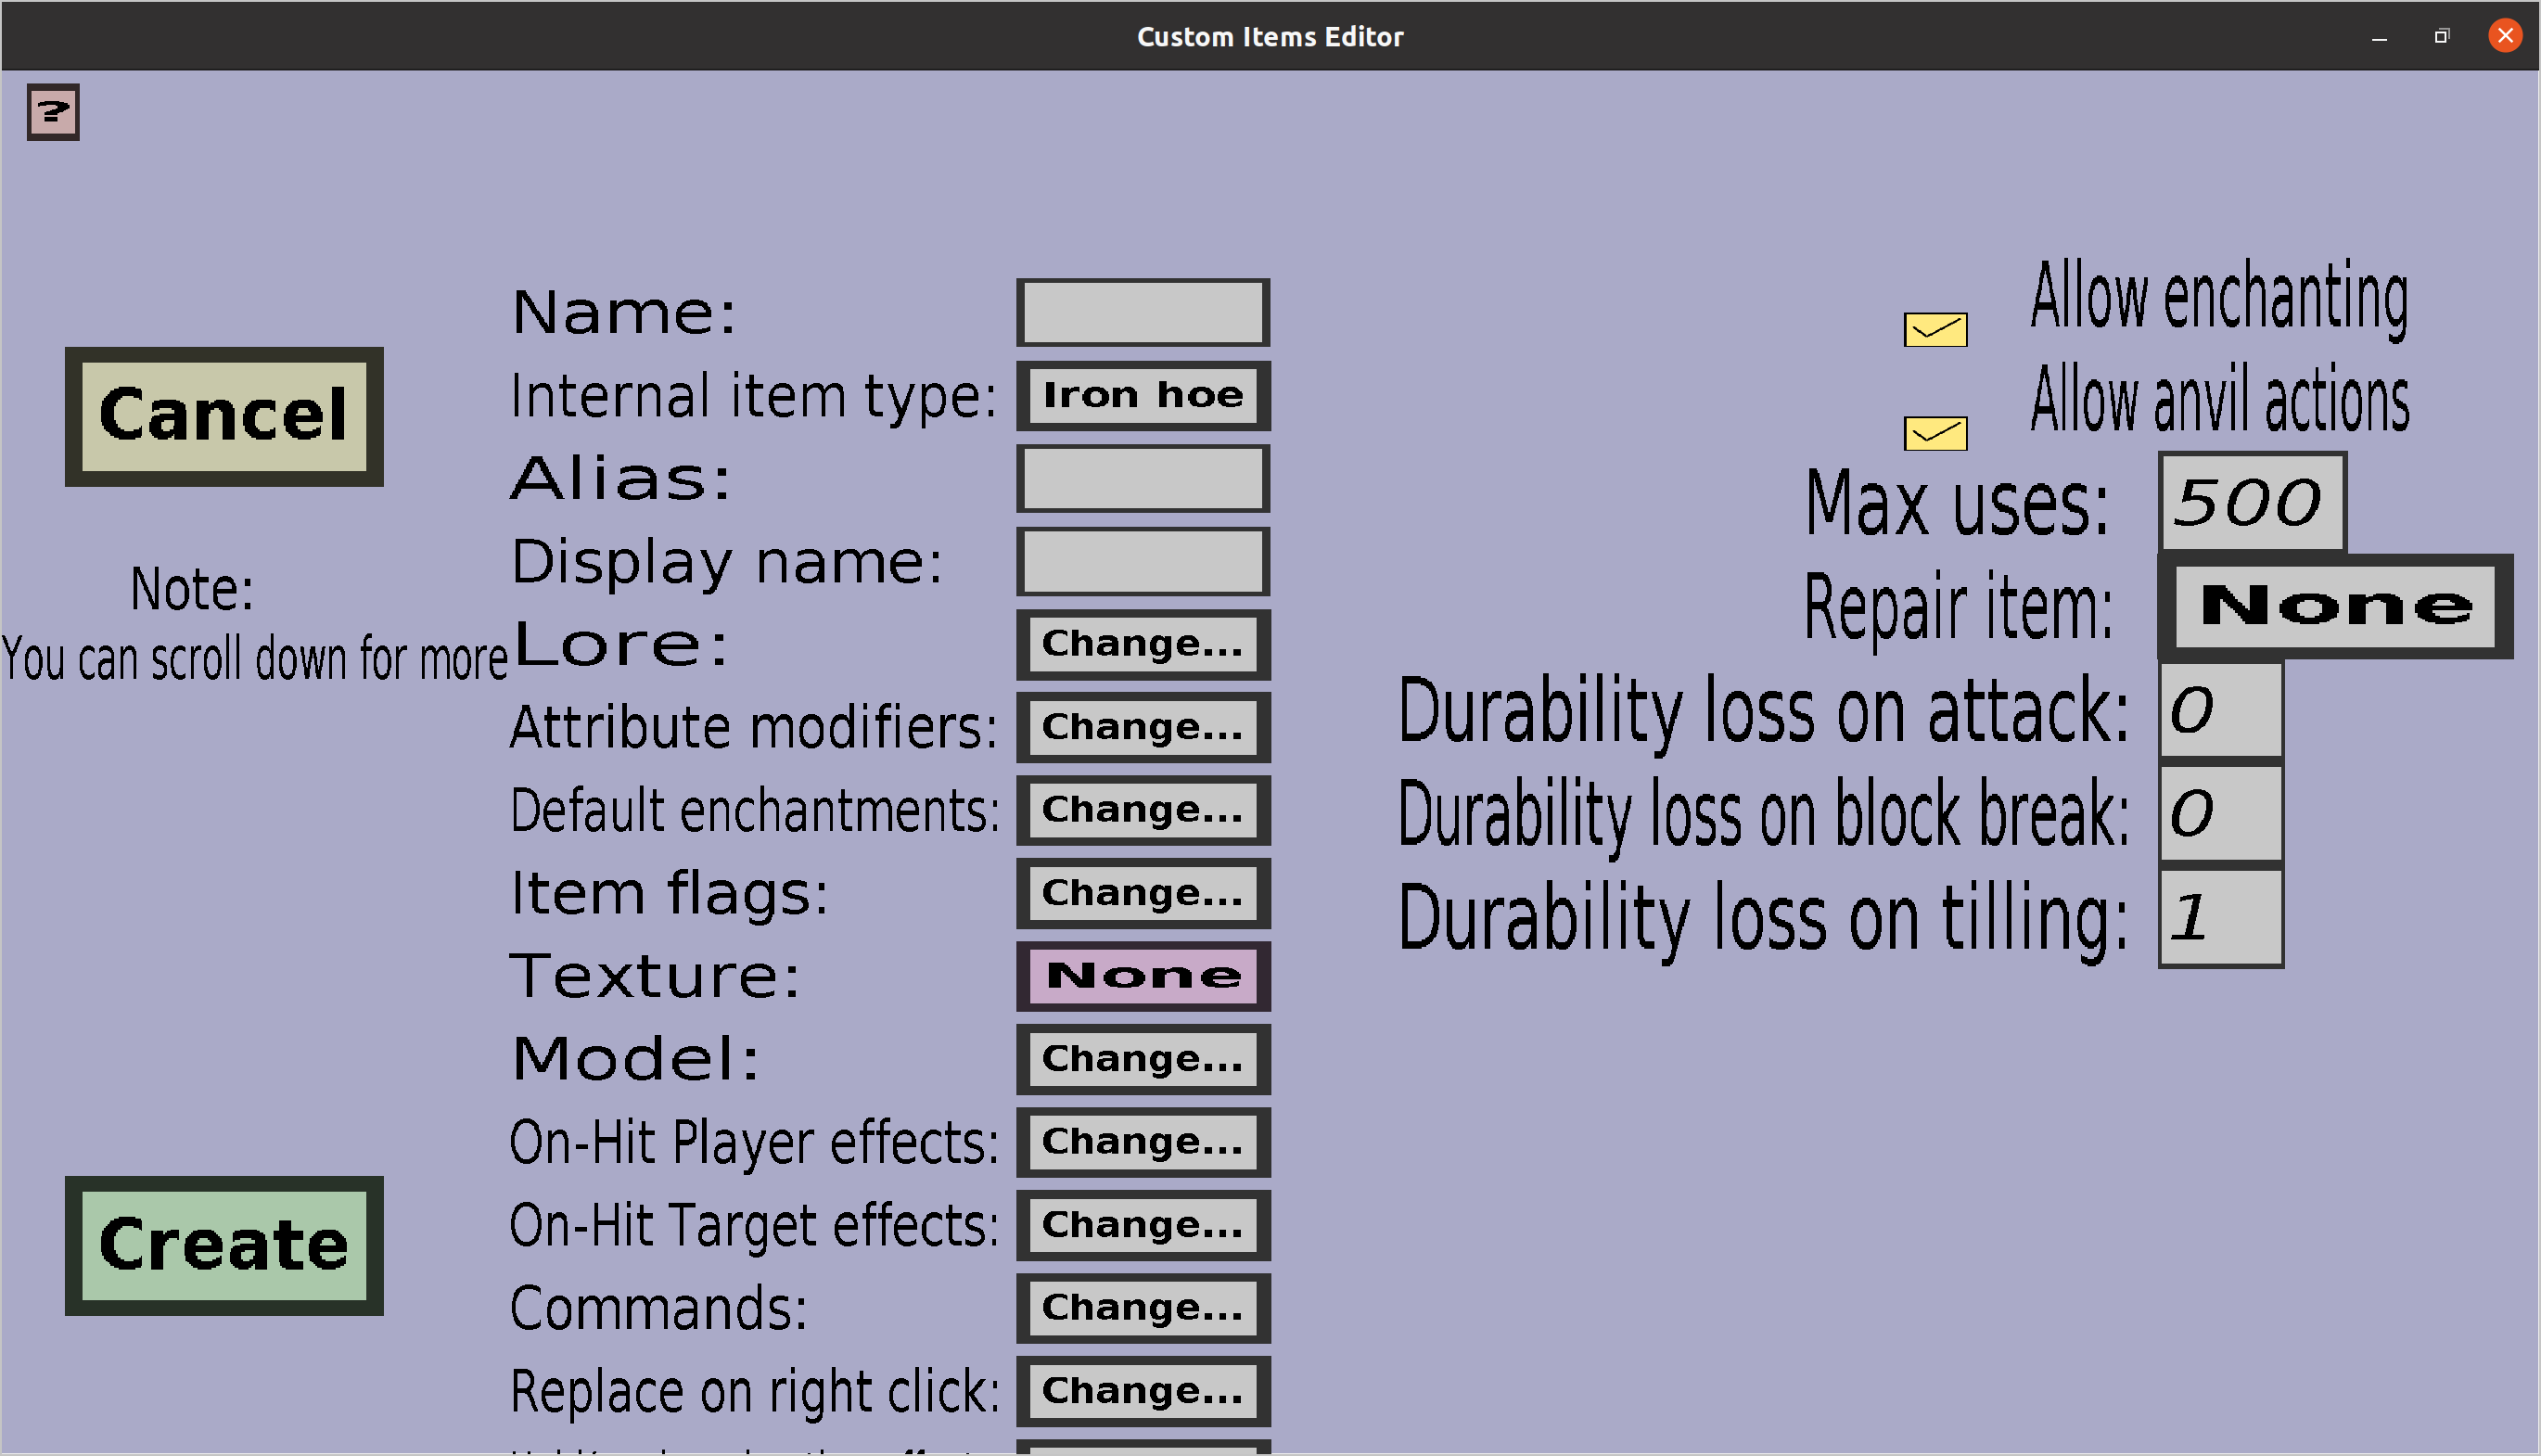 Custom Items Editor
?
Cancel
Note:
You can scroll down for more
Create
Name:
Internal item type: Iron hoe
Alias:
Display name:
Lore: Change...
Attribute modifiers: Change...
Default enchantments: Change...
Item flags: Change...
Texture: None
Model: Change...
On-Hit Player effects: Change...
On-Hit Target effects: Change...
Commands: Change...
Replace on right click: Change...
Allow enchanting
Allow anvil actions
Max uses: 500
Repair item: None
Durability loss on attack: 0
Durability loss on block break: 0
Durability loss on tilling: 1